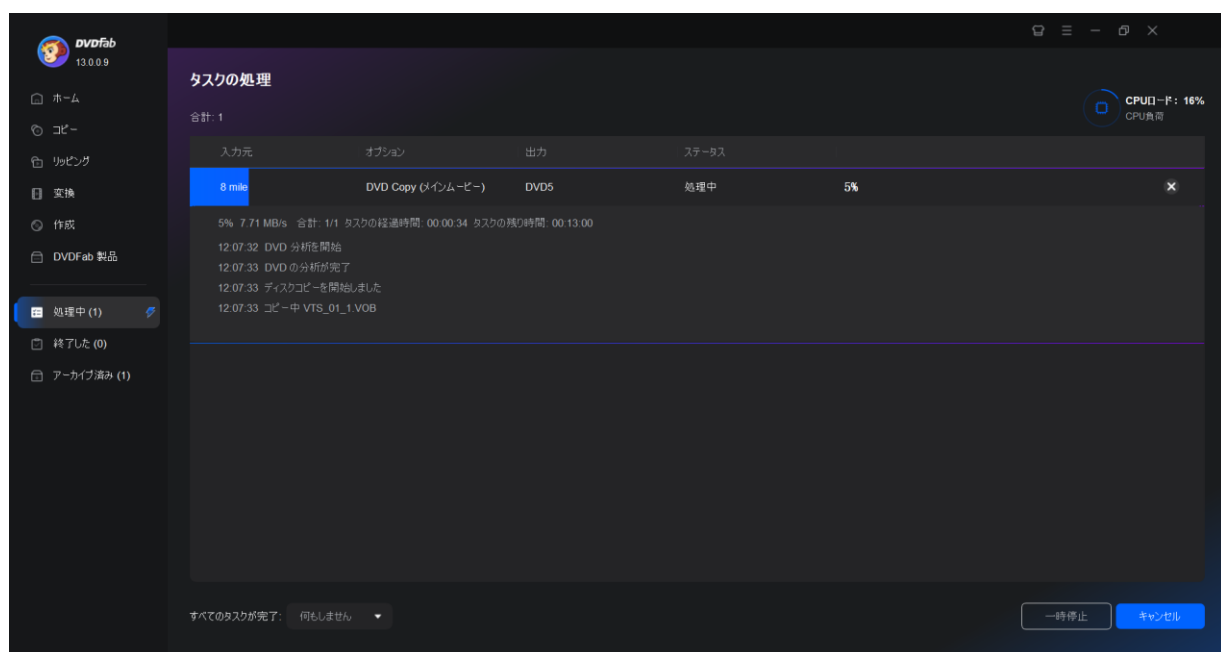 DVDFab
13.0.0.9
ホーム
コピー
リッピング
変換
作成
DVDFab 製品
処理中 (1)
終了した (0)
アーカイブ済み (1)
タスクの処理
合計: 1
CPUロード: 16%
CPU負荷
入力元 オプション 出力 ステータス
8 mile DVD Copy (メインムービー) DVD5 処理中 5%
5% 7.71 MB/s 合計: 1/1 タスクの経過時間: 00:00:34 タスクの残り時間: 00:13:00
12:07:32 DVD 分析を開始
12:07:33 DVD の分析が完了
12:07:33 ディスクコピーを開始しました
12:07:33 コピー中 VTS_01_1.VOB
すべてのタスクが完了: 何もしません
一時停止 キャンセル